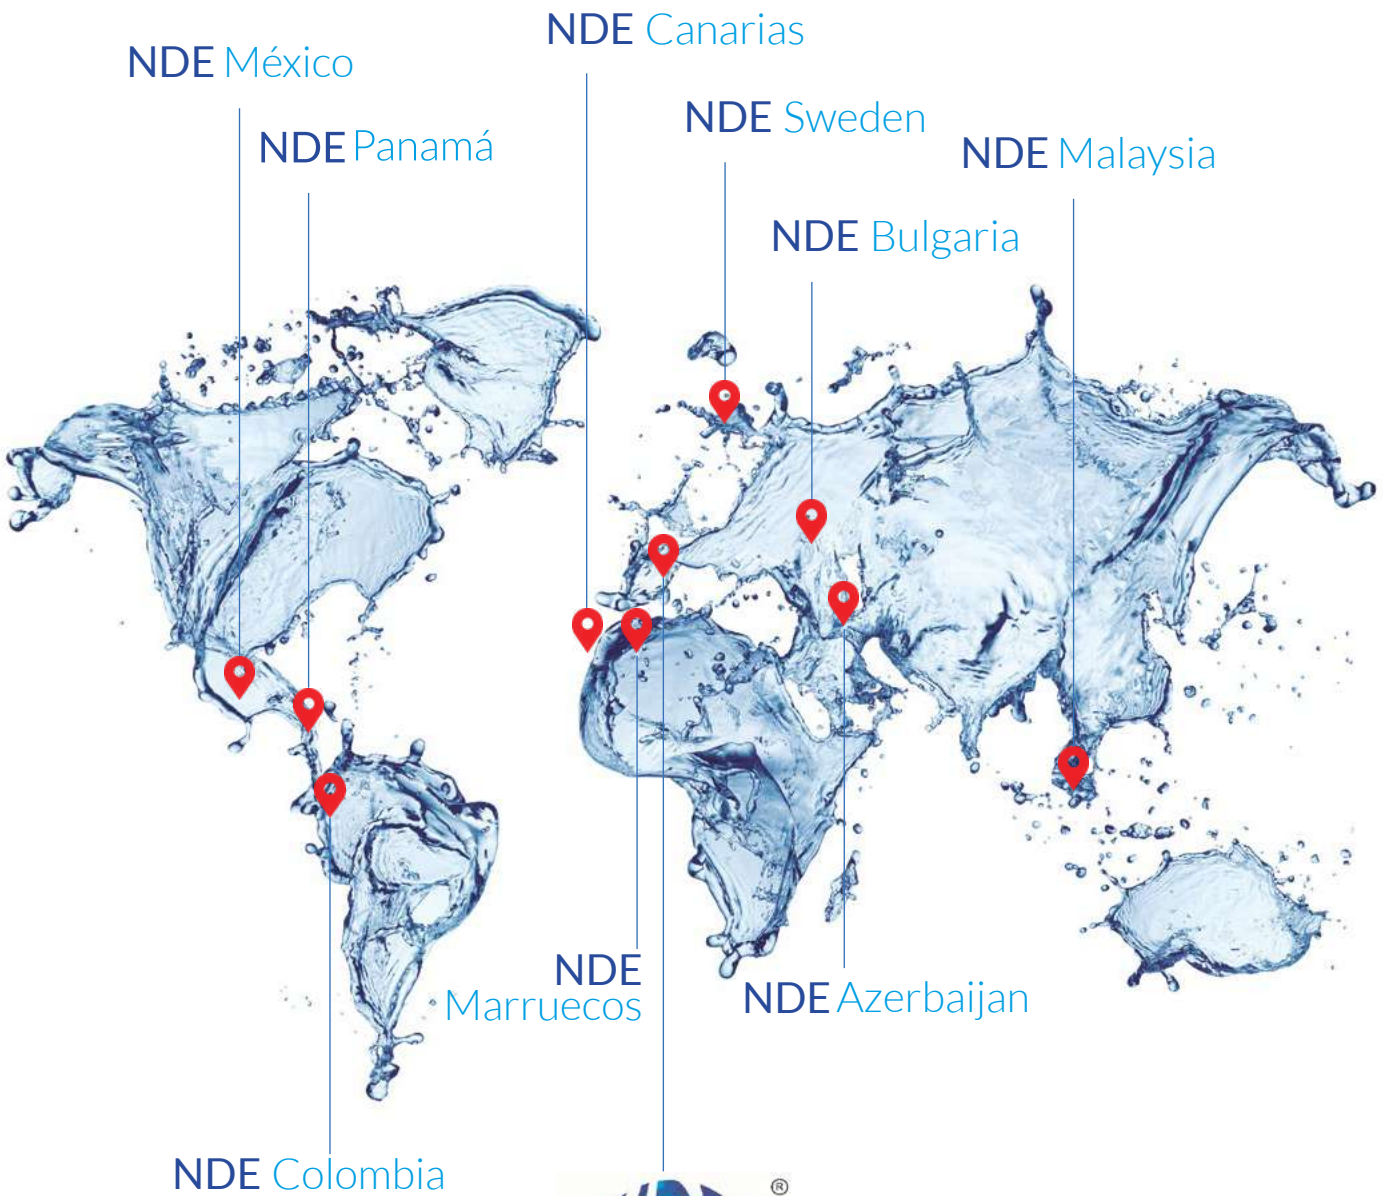 NDE Canarias
NDE México
NDE Sweden
NDE Panamá
NDE Malaysia
NDE Bulgaria
NDE
Marruecos
NDE Azerbaijan
NDE Colombia
®